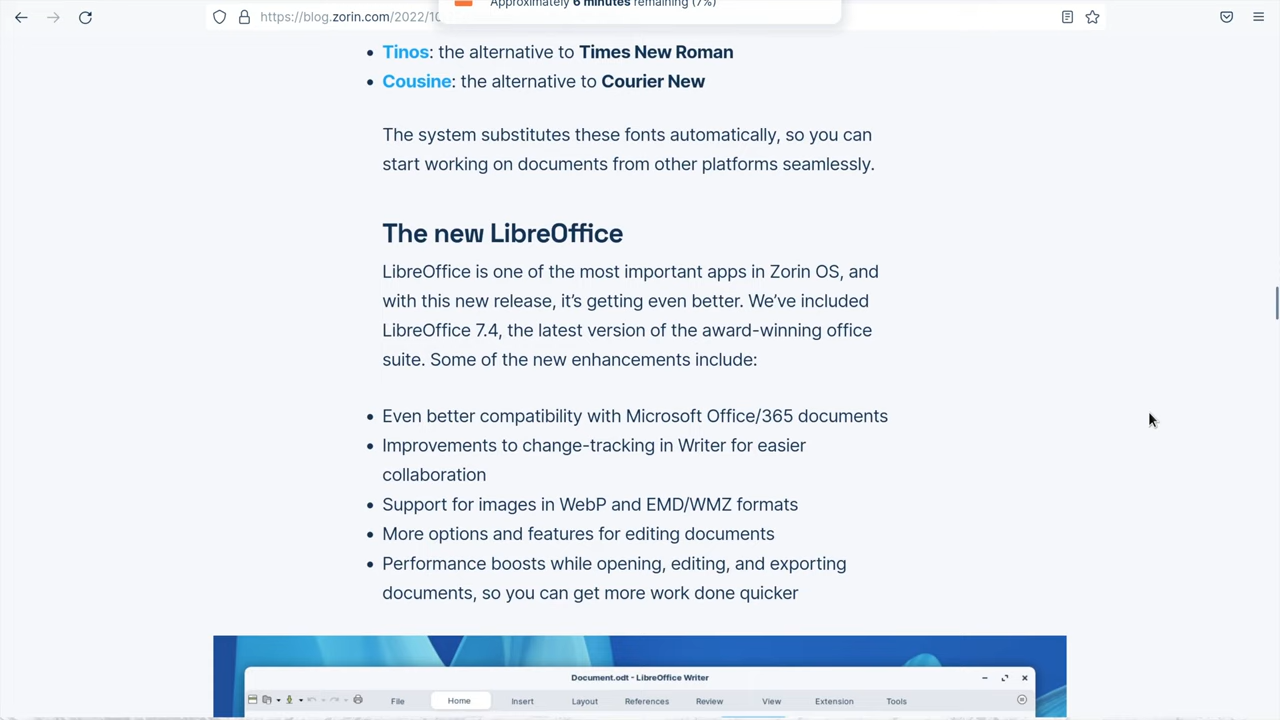 Approximately 6 minutes remaining (7%)
https://blog.zorin.com/2022/10
Tinos: the alternative to Times New Roman
Cousine: the alternative to Courier New
The system substitutes these fonts automatically, so you can
start working on documents from other platforms seamlessly.
The new LibreOffice
LibreOffice is one of the most important apps in Zorin OS, and
with this new release, it’s getting even better. We’ve included
LibreOffice 7.4, the latest version of the award-winning office
suite. Some of the new enhancements include:
Even better compatibility with Microsoft Office/365 documents
Improvements to change-tracking in Writer for easier
collaboration
Support for images in WebP and EMD/WMZ formats
More options and features for editing documents
Performance boosts while opening, editing, and exporting
documents, so you can get more work done quicker
Document.odt - LibreOffice Writer
File Home Insert Layout References Review View Extension Tools